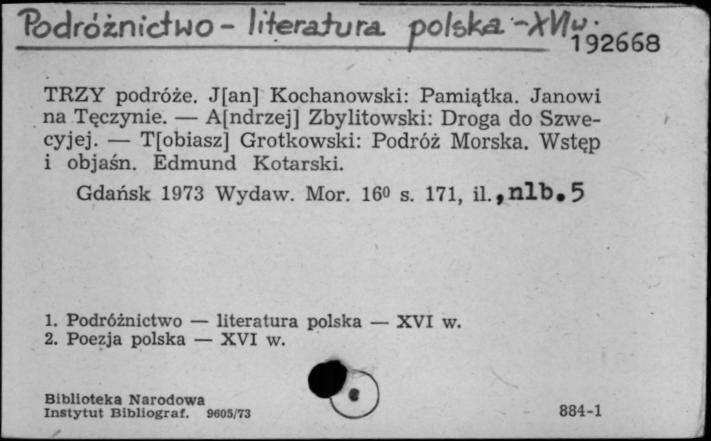 Podróżnictwo - literatura polska - XVI w.
192668
TRZY podróże. J[an] Kochanowski: Pamiątka. Janowi
na Tęczynie. — A[ndrzej] Zbylitowski: Droga do Szwe-
cyjej. — T[obiasz] Grotkowski: Podróż Morska. Wstęp
i objaśn. Edmund Kotarski.
Gdańsk 1973 Wydaw. Mor. 16⁰ s. 171, il., nlb. 5
1. Podróżnictwo — literatura polska — XVI w.
2. Poezja polska — XVI w.
Biblioteka Narodowa
Instytut Bibliograf. 9605/73
884-1